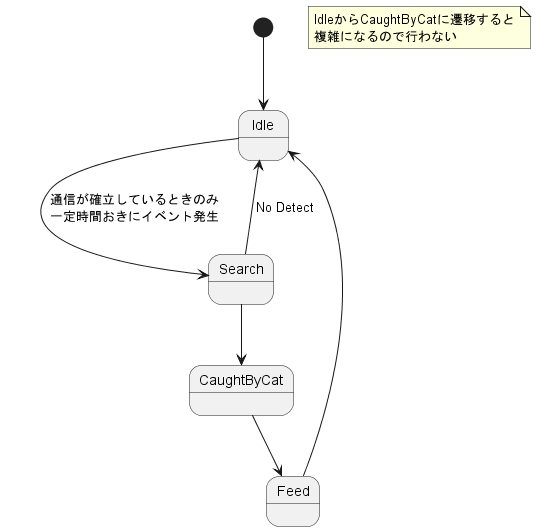 IdleからCaughtByCatに遷移すると
複雑になるので行わない
Idle
通信が確立しているときのみ
一定時間おきにイベント発生
No Detect
Search
CaughtByCat
Feed